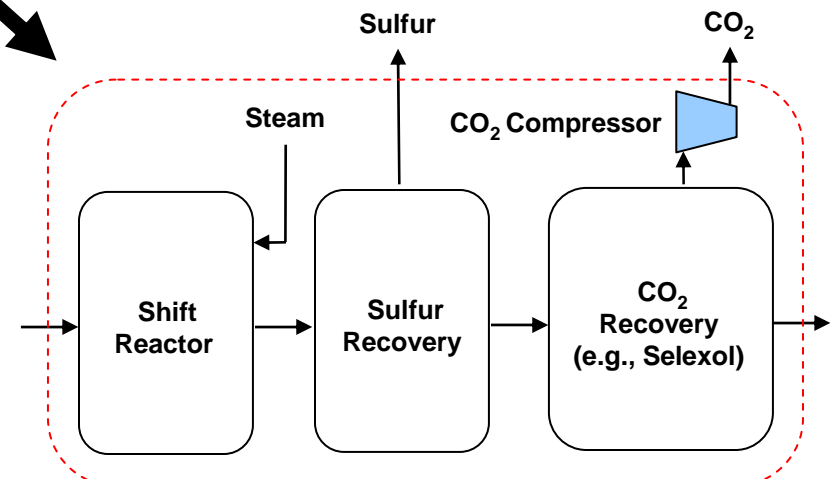 Sulfur
CO₂
Steam
CO₂ Compressor
Shift
Reactor
Sulfur
Recovery
CO₂
Recovery
(e.g., Selexol)